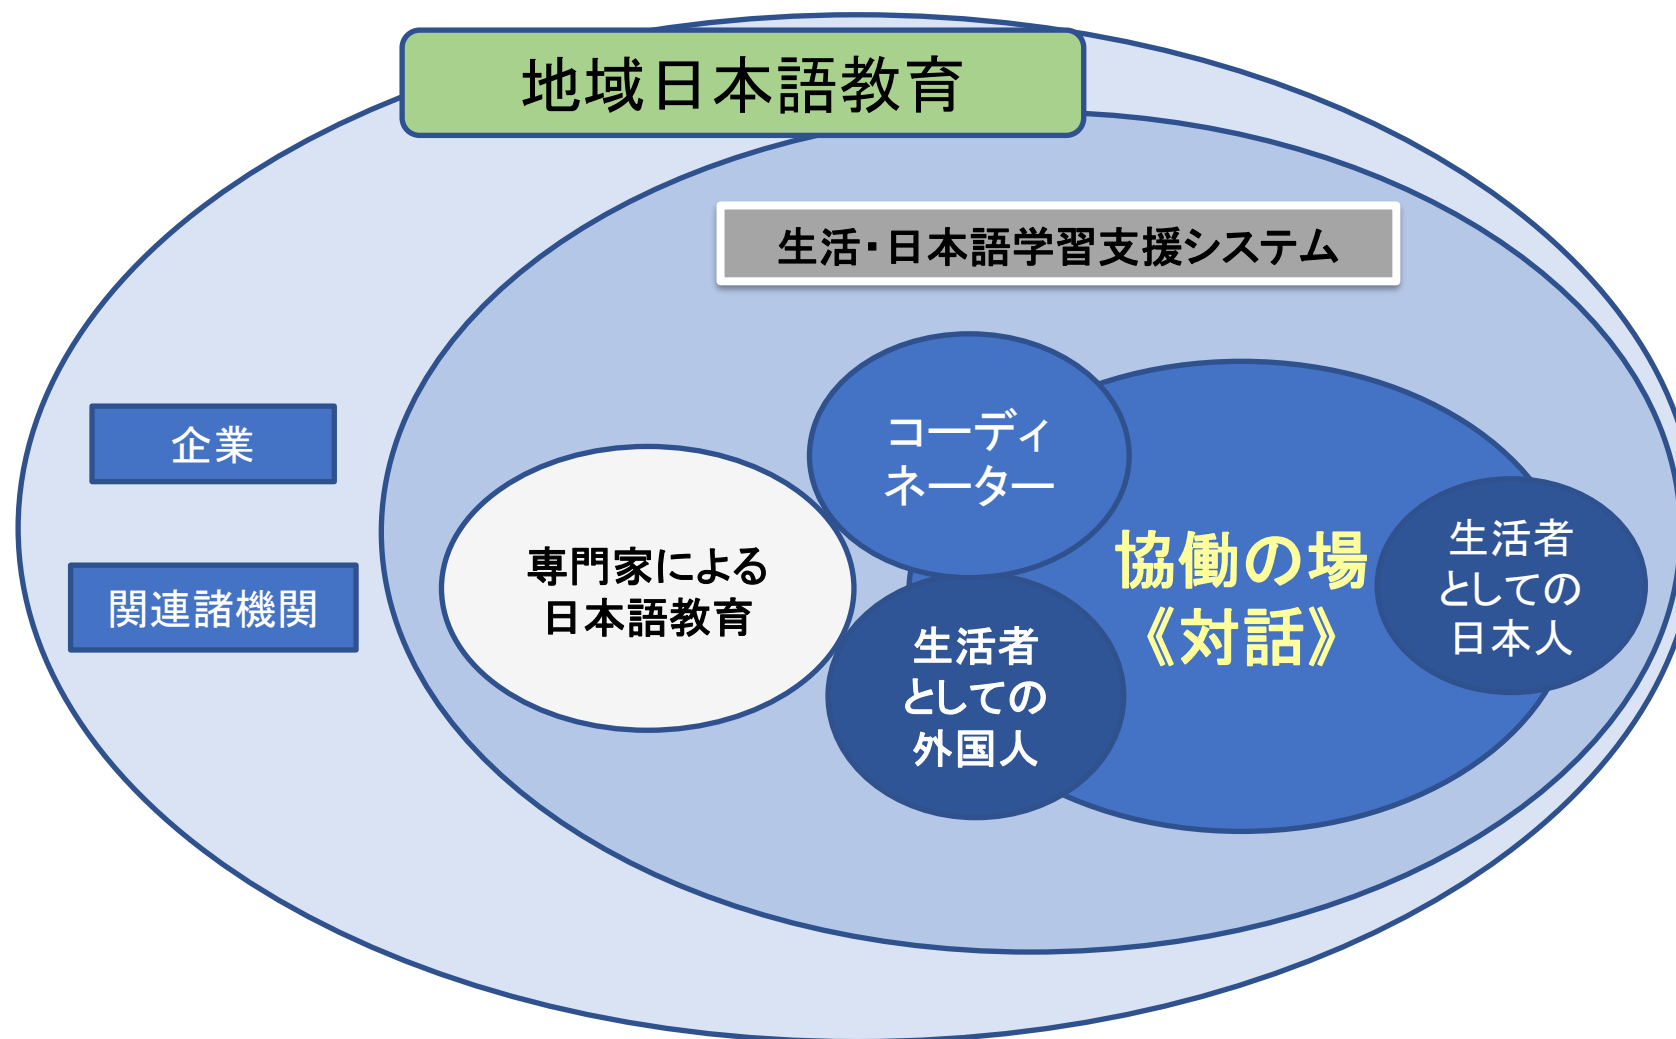 地域日本語教育
生活・日本語学習支援システム
企業
関連諸機関
専門家による
日本語教育
コーディ
ネーター
生活者
としての
外国人
協働の場
《対話》
生活者
としての
日本人